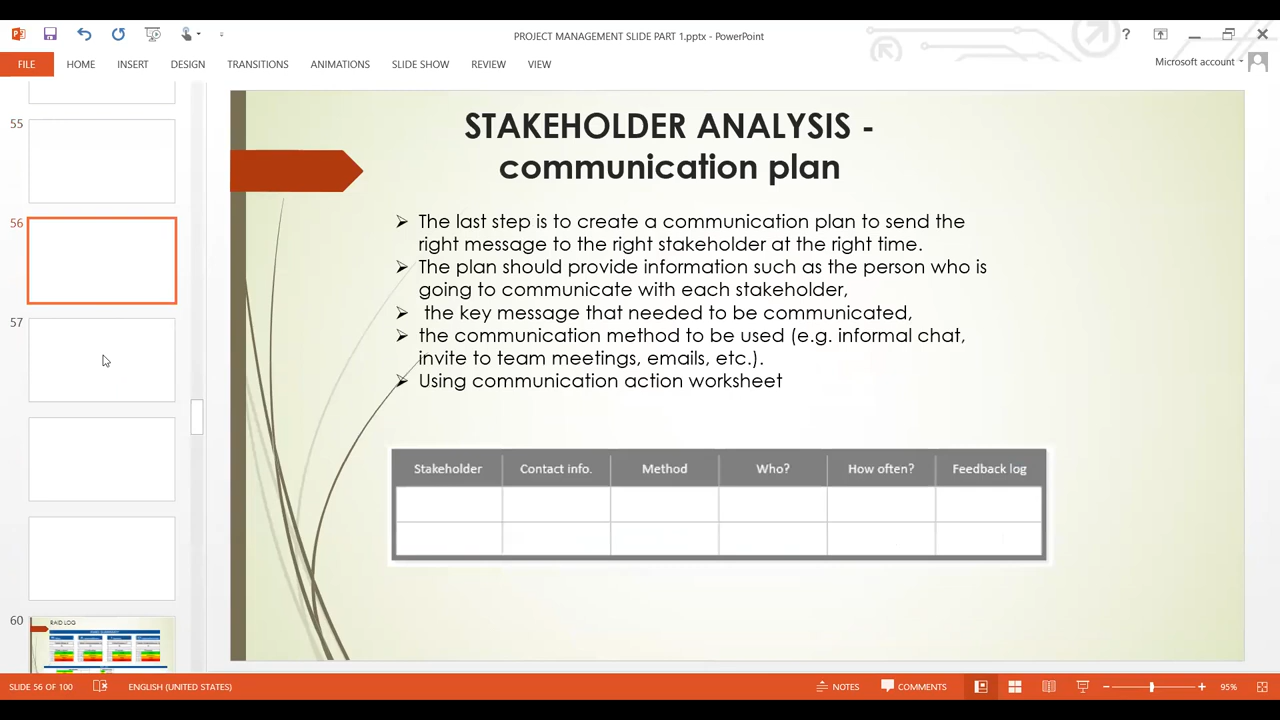 PROJECT MANAGEMENT SLIDE PART 1.pptx - PowerPoint
?
FILE HOME INSERT DESIGN TRANSITIONS ANIMATIONS SLIDE SHOW REVIEW VIEW
Microsoft account
55
56
57
60
RAID LOG
STAKEHOLDER ANALYSIS -
communication plan
The last step is to create a communication plan to send the
right message to the right stakeholder at the right time.
The plan should provide information such as the person who is
going to communicate with each stakeholder,
the key message that needed to be communicated,
the communication method to be used (e.g. informal chat,
invite to team meetings, emails, etc.).
Using communication action worksheet
Stakeholder Contact info. Method Who? How often? Feedback log
SLIDE 56 OF 100 ENGLISH (UNITED STATES) NOTES COMMENTS 95%